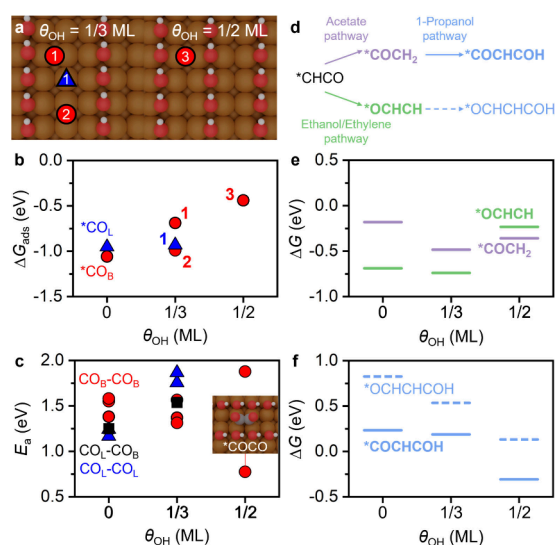 a
θOH = 1/3 ML
θOH = 1/2 ML
1
1
2
3
b
ΔGads (eV)
0.0
-0.5
-1.0
-1.5
*COL
*COB
1
1
2
3
0
1/3
1/2
θOH (ML)
c
Ea (eV)
2.0
1.5
1.0
0.5
COB-COB
COL-COB
COL-COL
*COCO
0
1/3
1/2
θOH (ML)
d
Acetate
pathway
1-Propanol
pathway
*COCH2
*COCHCOH
*CHCO
*OCHCH
*OCHCHCOH
Ethanol/Ethylene
pathway
e
ΔG (eV)
0.5
0.0
-0.5
-1.0
*OCHCH
*COCH2
0
1/3
1/2
θOH (ML)
f
ΔG (eV)
1.0
0.5
0.0
-0.5
*OCHCHCOH
*COCHCOH
0
1/3
1/2
θOH (ML)